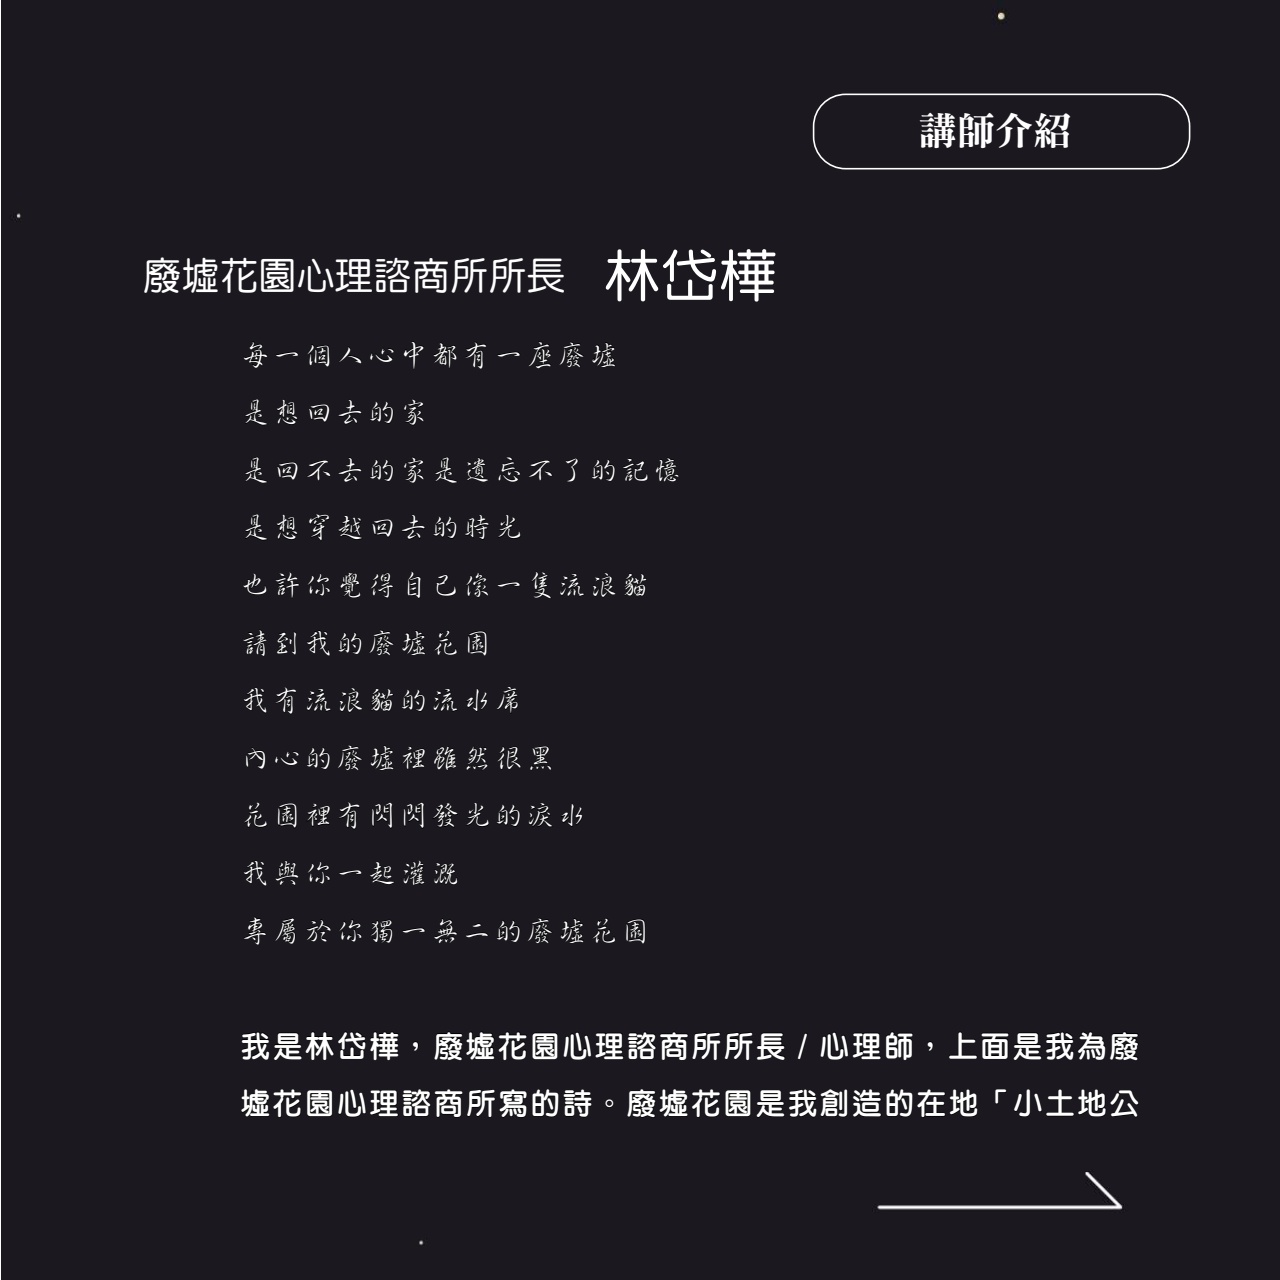 講師介紹
廢墟花園心理諮商所所長 林岱樺
每一個人心中都有一座廢墟
是想回去的家
是回不去的家是遺忘不了的記憶
是想穿越回去的時光
也許你覺得自己像一隻流浪貓
請到我的廢墟花園
我有流浪貓的流水席
內心的廢墟裡雖然很黑
花園裡有閃閃發光的淚水
我與你一起灌溉
專屬於你獨一無二的廢墟花園
我是林岱樺，廢墟花園心理諮商所所長 / 心理師，上面是我為廢
墟花園心理諮商所寫的詩。廢墟花園是我創造的在地「小土地公